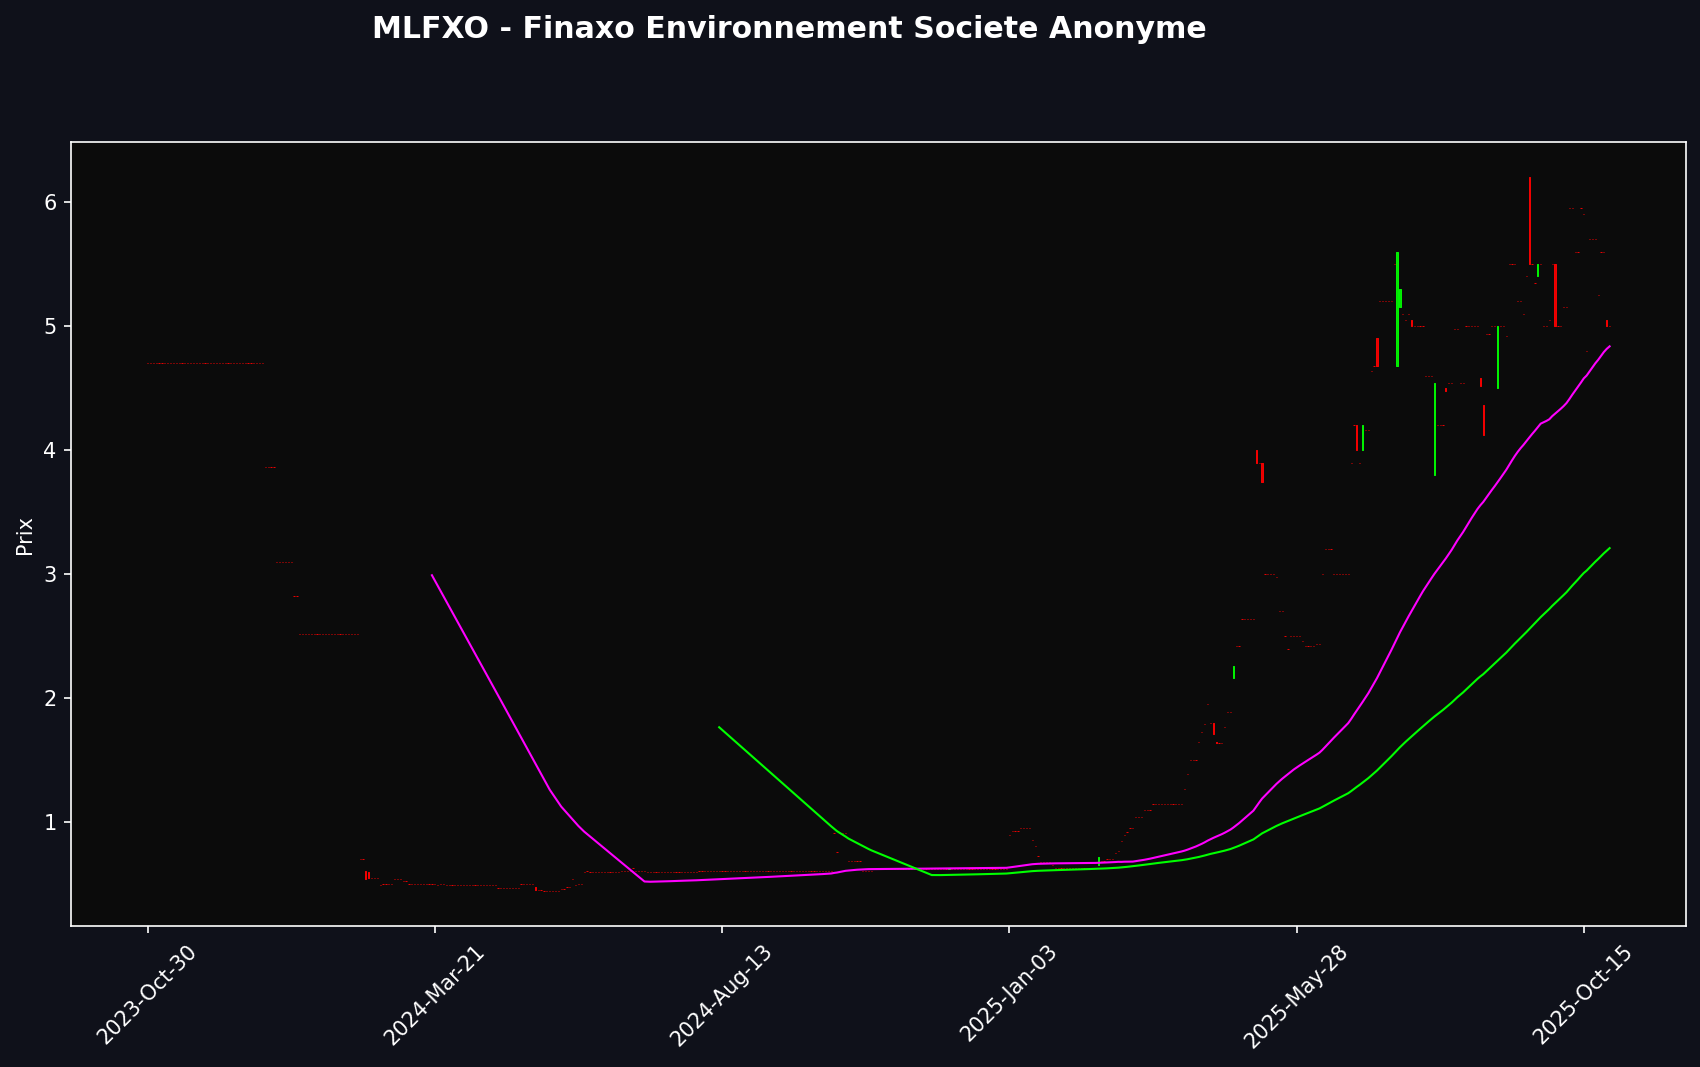 MLFXO - Finaxo Environnement Societe Anonyme
Prix
6
5
4
3
2
1
2023-Oct-30
2024-Mar-21
2024-Aug-13
2025-Jan-03
2025-May-28
2025-Oct-15